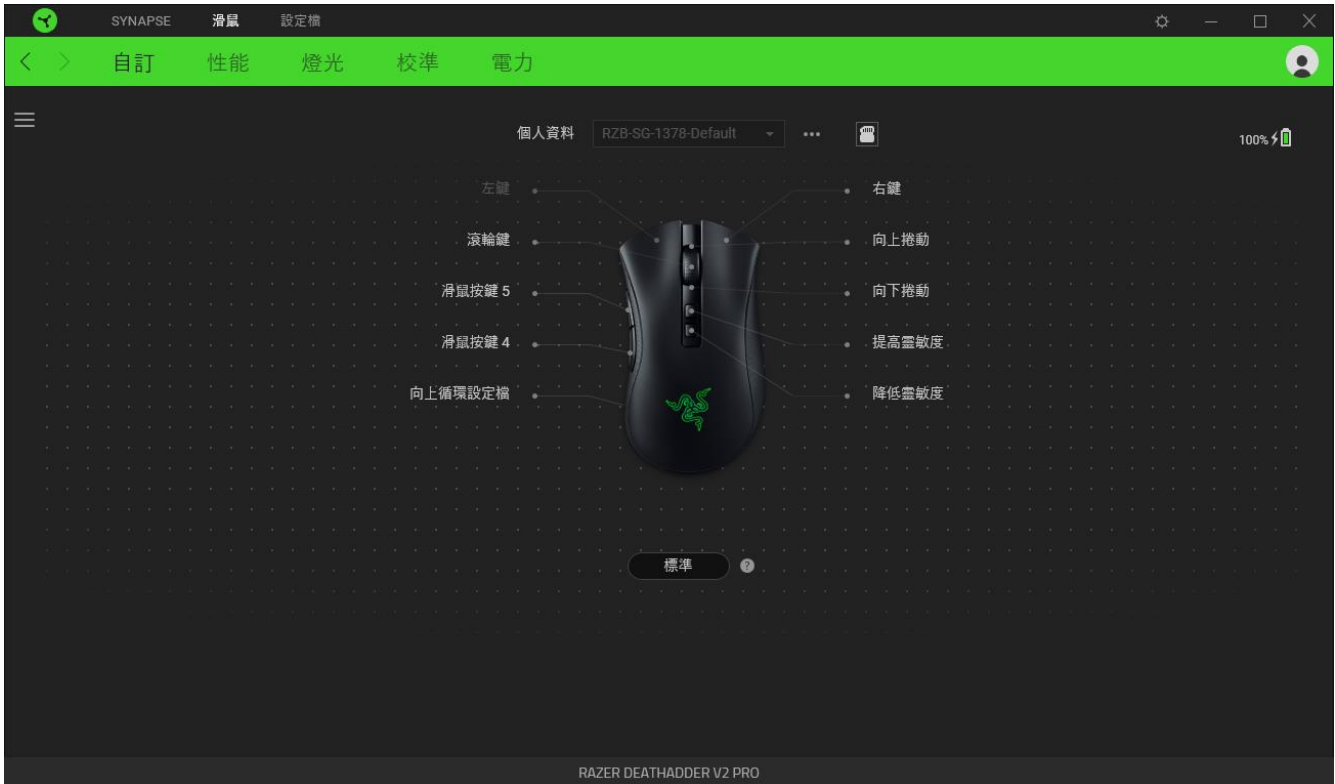 SYNAPSE 滑鼠 設定檔
自訂 性能 燈光 校準 電力
個人資料 RZB-SG-1378-Default
100%
左鍵 右鍵
滾輪鍵 向上捲動
滑鼠按鍵 5 向下捲動
滑鼠按鍵 4 提高靈敏度
向上循環設定檔 降低靈敏度
標準 ?
RAZER DEATHADDER V2 PRO